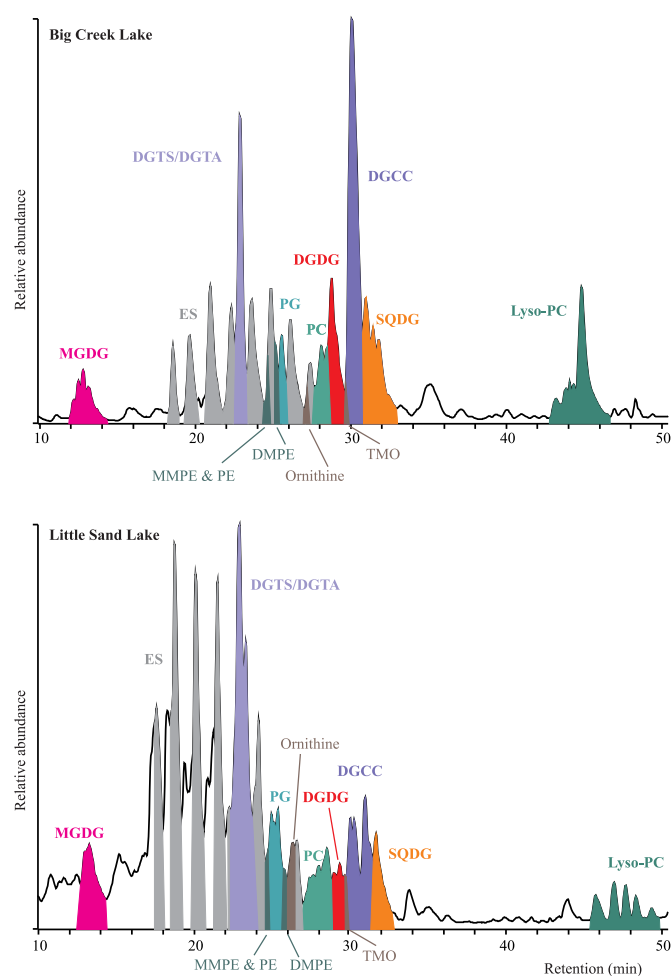 Big Creek Lake
DGTS/DGTA
DGCC
DGDG
PG
ES
SQDG
Lyso-PC
PC
MGDG
Relative abundance
10
20
30
40
50
DMPE
TMO
MMPE & PE
Ornithine
Little Sand Lake
DGTS/DGTA
ES
Ornithine
DGCC
PG
DGDG
MGDG
PC
SQDG
Lyso-PC
Relative abundance
10
20
30
40
50
TMO
MMPE & PE
DMPE
Retention (min)